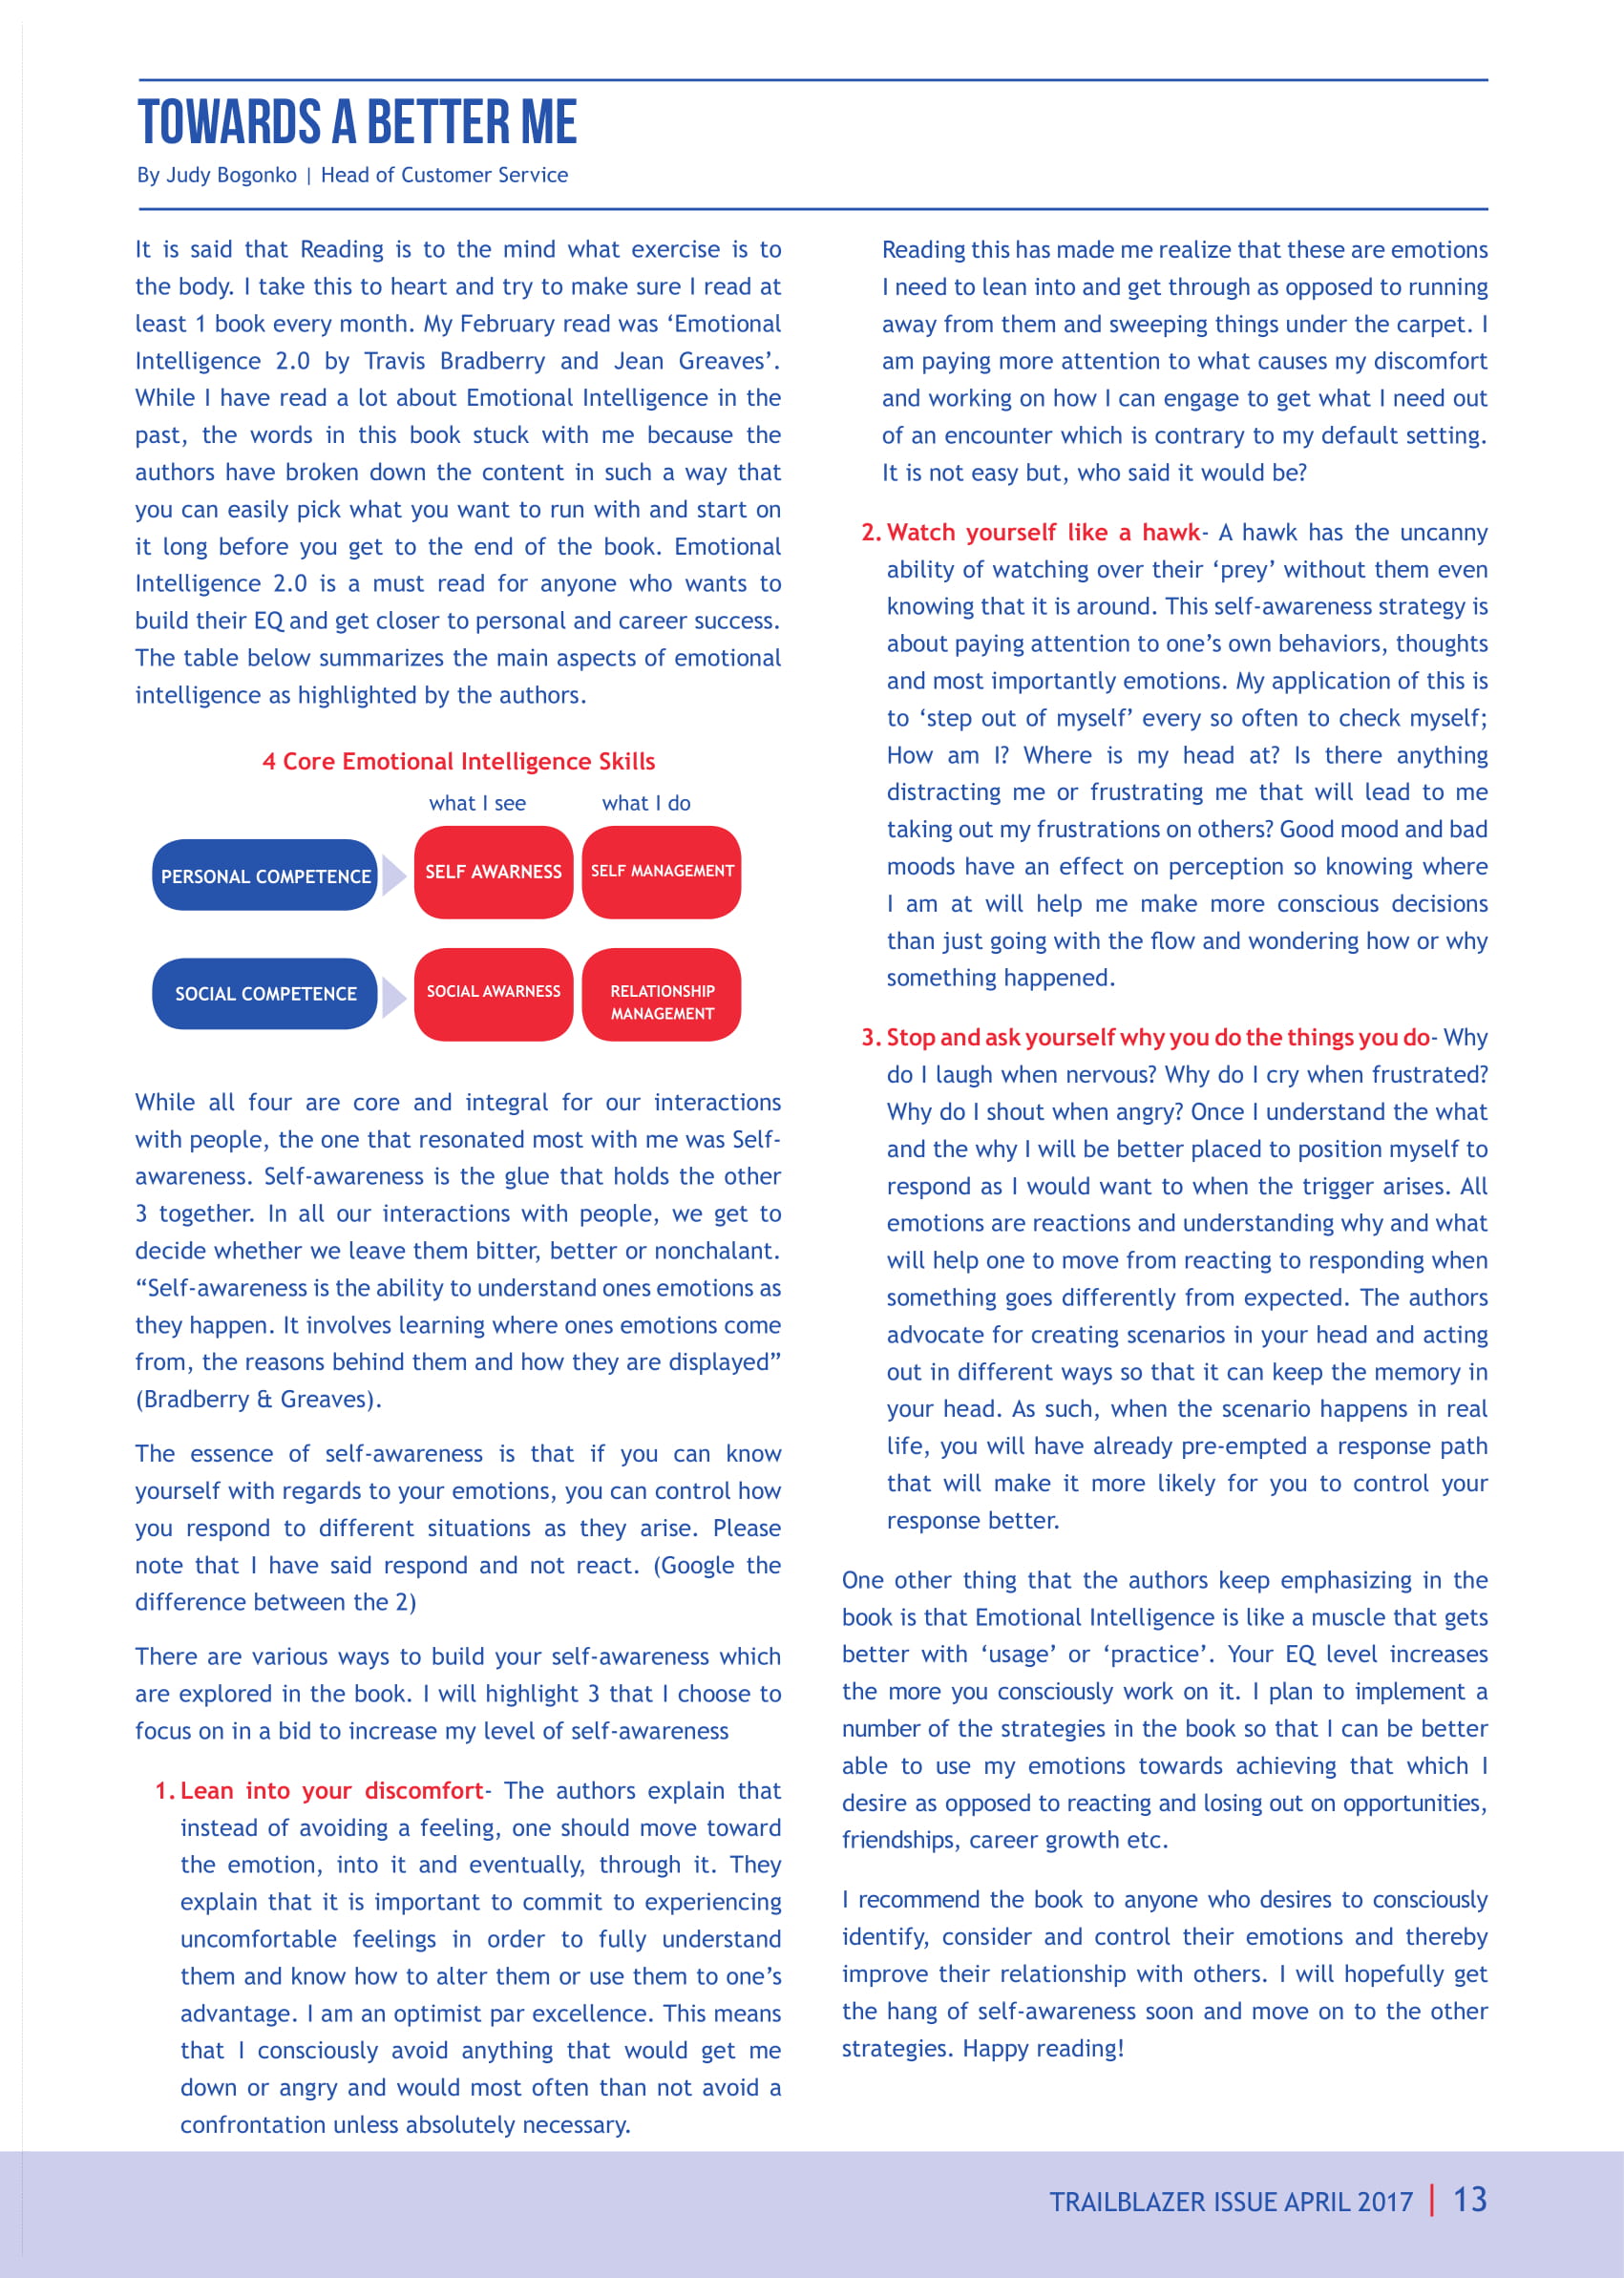 TOWARDS A BETTER ME
By Judy Bogonko | Head of Customer Service
It is said that Reading is to the mind what exercise is to
the body. I take this to heart and try to make sure I read at
least 1 book every month. My February read was ‘Emotional
Intelligence 2.0 by Travis Bradberry and Jean Greaves’.
While I have read a lot about Emotional Intelligence in the
past, the words in this book stuck with me because the
authors have broken down the content in such a way that
you can easily pick what you want to run with and start on
it long before you get to the end of the book. Emotional
Intelligence 2.0 is a must read for anyone who wants to
build their EQ and get closer to personal and career success.
The table below summarizes the main aspects of emotional
intelligence as highlighted by the authors.
4 Core Emotional Intelligence Skills
what I see what I do
PERSONAL COMPETENCE SELF AWARNESS SELF MANAGEMENT
SOCIAL COMPETENCE SOCIAL AWARNESS RELATIONSHIP
MANAGEMENT
While all four are core and integral for our interactions
with people, the one that resonated most with me was Self-
awareness. Self-awareness is the glue that holds the other
3 together. In all our interactions with people, we get to
decide whether we leave them bitter, better or nonchalant.
“Self-awareness is the ability to understand ones emotions as
they happen. It involves learning where ones emotions come
from, the reasons behind them and how they are displayed”
(Bradberry & Greaves).
The essence of self-awareness is that if you can know
yourself with regards to your emotions, you can control how
you respond to different situations as they arise. Please
note that I have said respond and not react. (Google the
difference between the 2)
There are various ways to build your self-awareness which
are explored in the book. I will highlight 3 that I choose to
focus on in a bid to increase my level of self-awareness
1. Lean into your discomfort- The authors explain that
instead of avoiding a feeling, one should move toward
the emotion, into it and eventually, through it. They
explain that it is important to commit to experiencing
uncomfortable feelings in order to fully understand
them and know how to alter them or use them to one’s
advantage. I am an optimist par excellence. This means
that I consciously avoid anything that would get me
down or angry and would most often than not avoid a
confrontation unless absolutely necessary.
Reading this has made me realize that these are emotions
I need to lean into and get through as opposed to running
away from them and sweeping things under the carpet. I
am paying more attention to what causes my discomfort
and working on how I can engage to get what I need out
of an encounter which is contrary to my default setting.
It is not easy but, who said it would be?
2. Watch yourself like a hawk- A hawk has the uncanny
ability of watching over their ‘prey’ without them even
knowing that it is around. This self-awareness strategy is
about paying attention to one’s own behaviors, thoughts
and most importantly emotions. My application of this is
to ‘step out of myself’ every so often to check myself;
How am I? Where is my head at? Is there anything
distracting me or frustrating me that will lead to me
taking out my frustrations on others? Good mood and bad
moods have an effect on perception so knowing where
I am at will help me make more conscious decisions
than just going with the flow and wondering how or why
something happened.
3. Stop and ask yourself why you do the things you do- Why
do I laugh when nervous? Why do I cry when frustrated?
Why do I shout when angry? Once I understand the what
and the why I will be better placed to position myself to
respond as I would want to when the trigger arises. All
emotions are reactions and understanding why and what
will help one to move from reacting to responding when
something goes differently from expected. The authors
advocate for creating scenarios in your head and acting
out in different ways so that it can keep the memory in
your head. As such, when the scenario happens in real
life, you will have already pre-empted a response path
that will make it more likely for you to control your
response better.
One other thing that the authors keep emphasizing in the
book is that Emotional Intelligence is like a muscle that gets
better with ‘usage’ or ‘practice’. Your EQ level increases
the more you consciously work on it. I plan to implement a
number of the strategies in the book so that I can be better
able to use my emotions towards achieving that which I
desire as opposed to reacting and losing out on opportunities,
friendships, career growth etc.
I recommend the book to anyone who desires to consciously
identify, consider and control their emotions and thereby
improve their relationship with others. I will hopefully get
the hang of self-awareness soon and move on to the other
strategies. Happy reading!
TRAILBLAZER ISSUE APRIL 2017 | 13